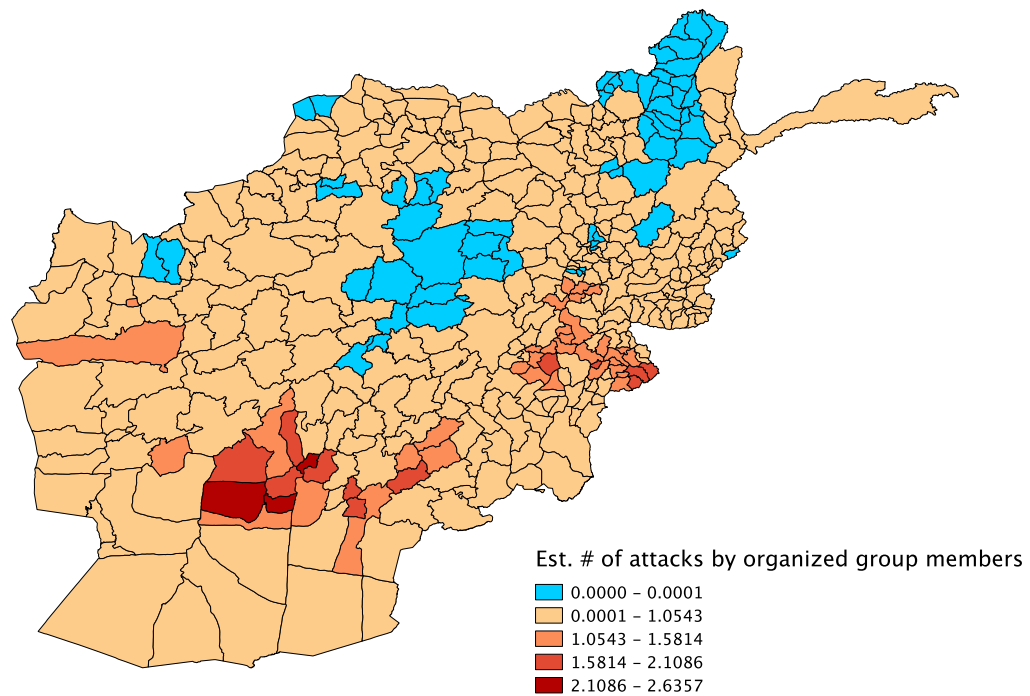 Est. # of attacks by organized group members
0.0000 – 0.0001
0.0001 – 1.0543
1.0543 – 1.5814
1.5814 – 2.1086
2.1086 – 2.6357